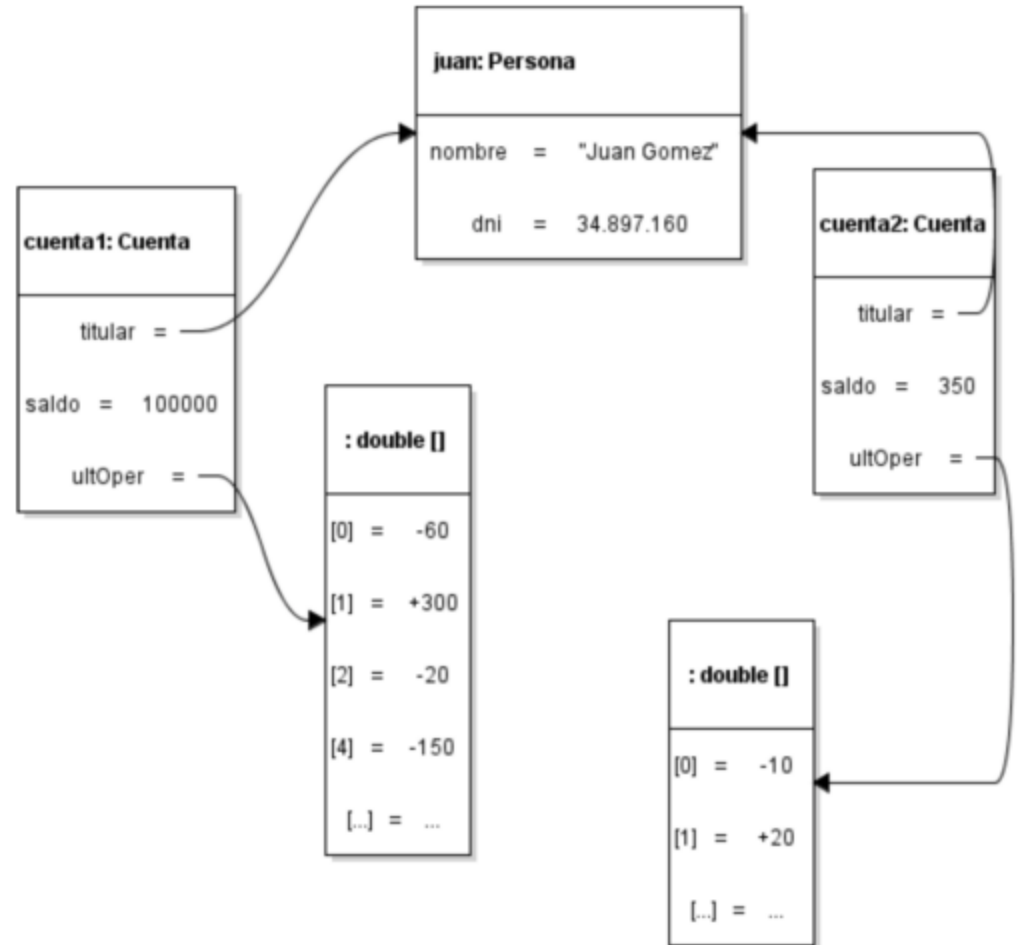 juan: Persona
nombre = "Juan Gomez"
dni = 34.897.160
cuenta1: Cuenta
titular =
saldo = 100000
ultOper =
cuenta2: Cuenta
titular =
saldo = 350
ultOper =
: double []
[0] = -60
[1] = +300
[2] = -20
[4] = -150
[...] = ...
: double []
[0] = -10
[1] = +20
[...] = ...